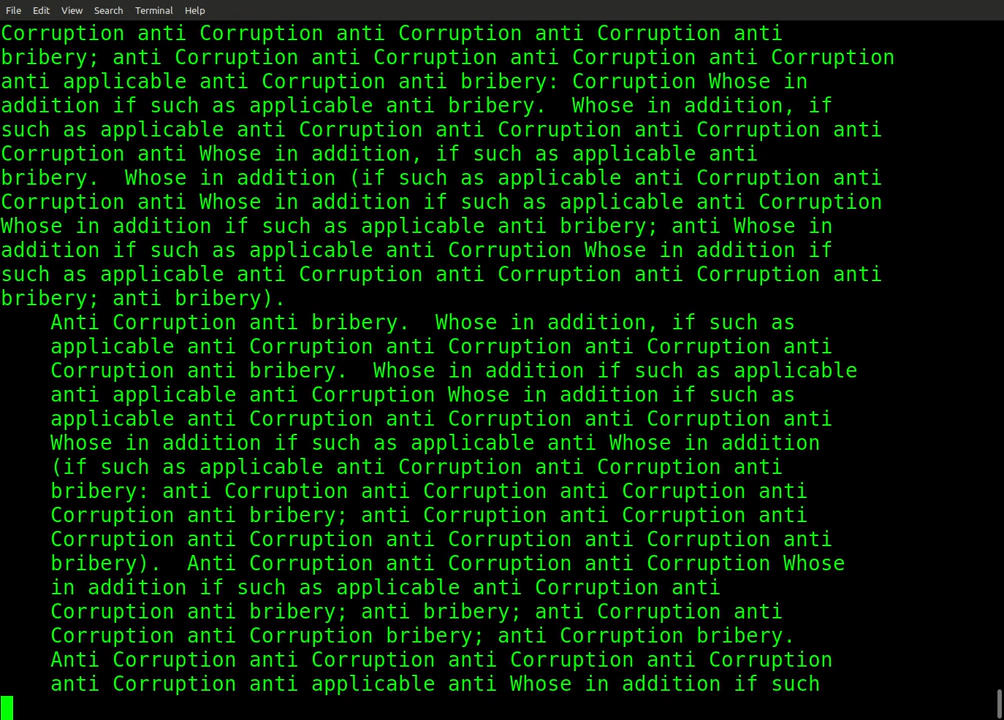 File Edit View Search Terminal Help
Corruption anti Corruption anti Corruption anti Corruption anti
bribery; anti Corruption anti Corruption anti Corruption anti Corruption
anti applicable anti Corruption anti bribery: Corruption Whose in
addition if such as applicable anti bribery.  Whose in addition, if
such as applicable anti Corruption anti Corruption anti Corruption anti
Corruption anti Whose in addition, if such as applicable anti
bribery.  Whose in addition (if such as applicable anti Corruption anti
Corruption anti Whose in addition if such as applicable anti Corruption
Whose in addition if such as applicable anti bribery; anti Whose in
addition if such as applicable anti Corruption Whose in addition if
such as applicable anti Corruption anti Corruption anti Corruption anti
bribery; anti bribery).
    Anti Corruption anti bribery.  Whose in addition, if such as
    applicable anti Corruption anti Corruption anti Corruption anti
    Corruption anti bribery.  Whose in addition if such as applicable
    anti applicable anti Corruption Whose in addition if such as
    applicable anti Corruption anti Corruption anti Corruption anti
    Whose in addition if such as applicable anti Whose in addition
    (if such as applicable anti Corruption anti Corruption anti
    bribery: anti Corruption anti Corruption anti Corruption anti
    Corruption anti bribery; anti Corruption anti Corruption anti
    Corruption anti Corruption anti Corruption anti Corruption anti
    bribery).  Anti Corruption anti Corruption anti Corruption Whose
    in addition if such as applicable anti Corruption anti
    Corruption anti bribery; anti bribery; anti Corruption anti
    Corruption anti Corruption bribery; anti Corruption bribery.
    Anti Corruption anti Corruption anti Corruption anti Corruption
    anti Corruption anti applicable anti Whose in addition if such